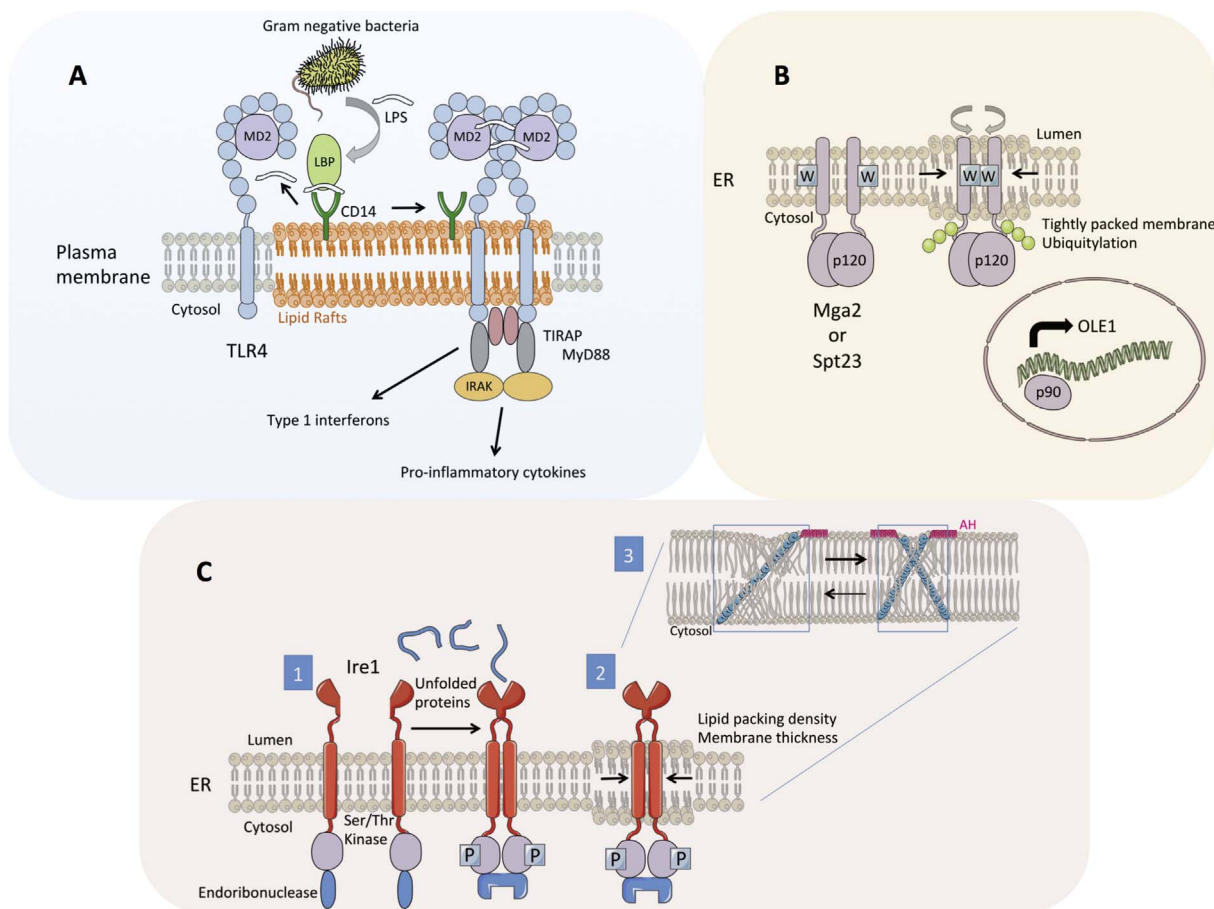 A
Gram negative bacteria
LPS
MD2
LBP
MD2
MD2
CD14
Plasma
membrane
Cytosol
Lipid Rafts
TLR4
TIRAP
MyD88
IRAK
Type 1 interferons
Pro-inflammatory cytokines
B
Lumen
ER
W
W
W
W
Cytosol
Tightly packed membrane
Ubiquitylation
p120
p120
Mga2
or
Spt23
OLE1
p90
C
3
AH
Cytosol
1
Ire1
Unfolded
proteins
2
Lipid packing density
Membrane thickness
Lumen
ER
Cytosol
Ser/Thr
Kinase
P
P
P
P
Endoribonuclease